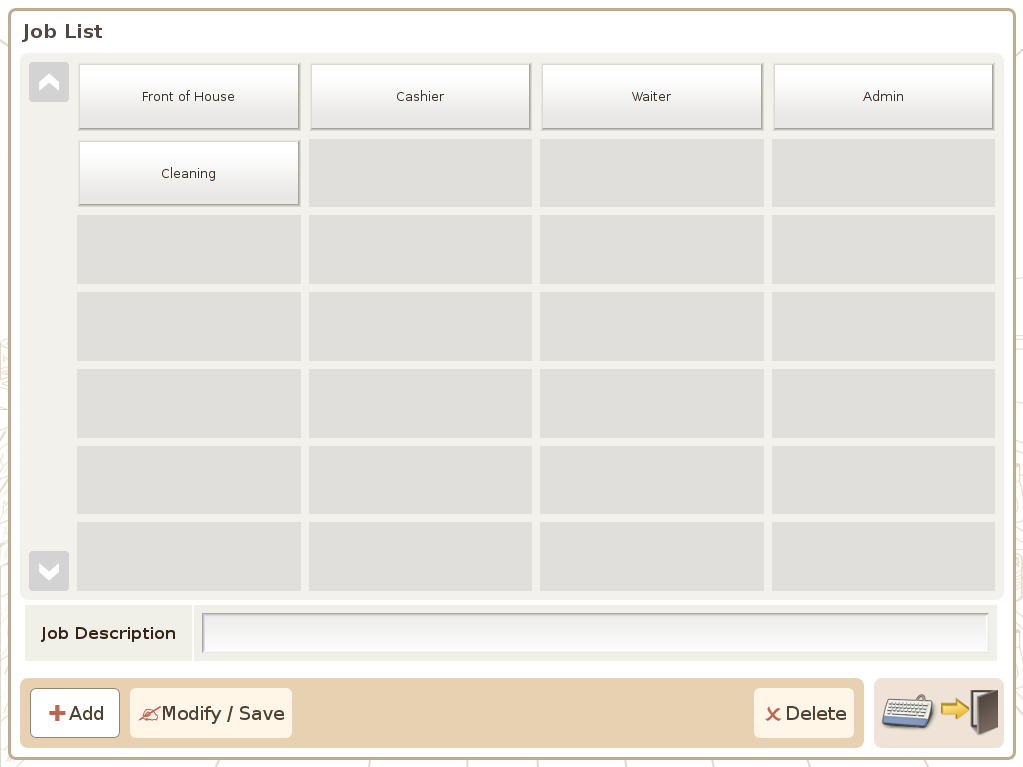 Job List
Front of House
Cashier
Waiter
Admin
Cleaning
Job Description
Add
Modify / Save
Delete